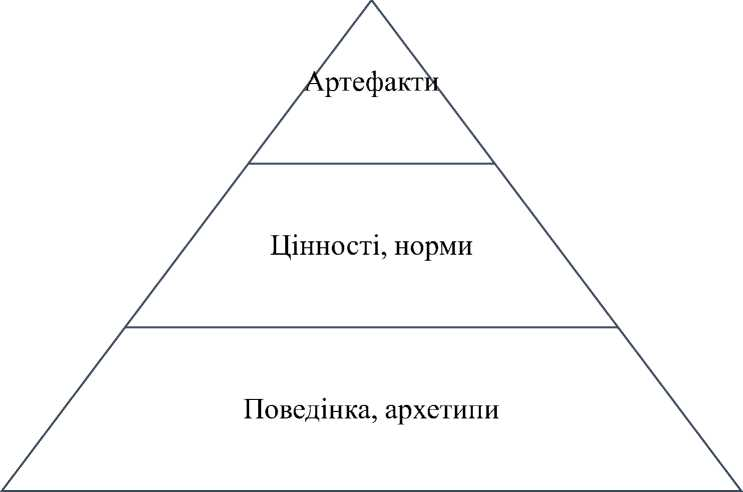 Артефакти
Цінності, норми
Поведінка, архетипи